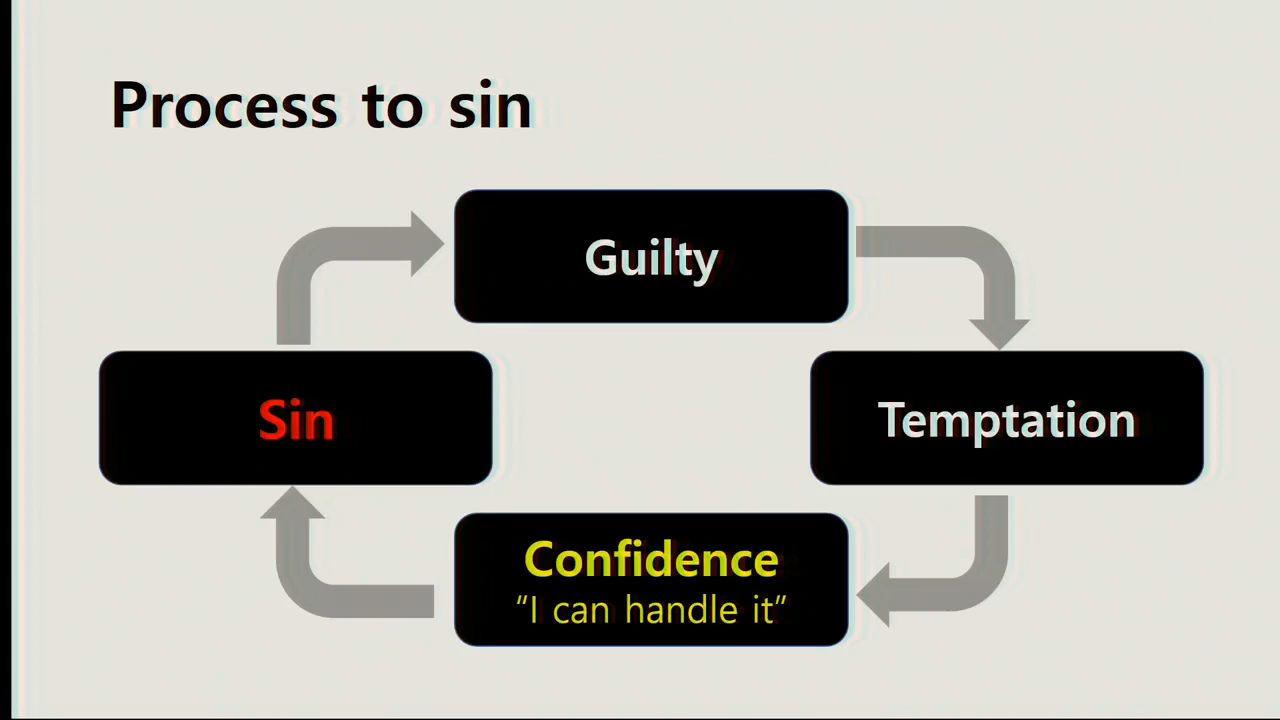 Process to sin
Guilty
Sin
Temptation
Confidence
“I can handle it”